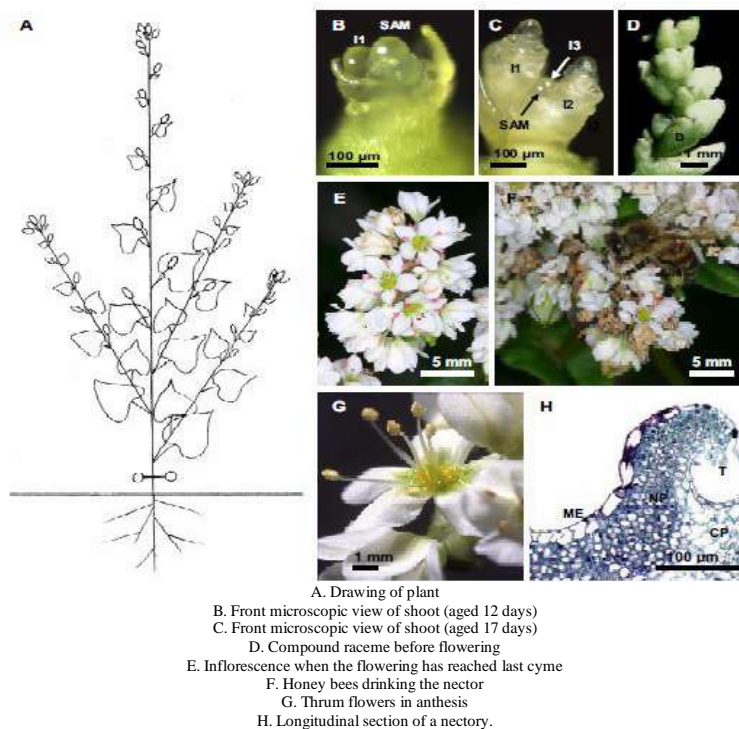 A
B
I1
SAM
100 µm
C
I1
I3
I2
SAM
100 µm
D
D
1 mm
E
5 mm
F
5 mm
G
1 mm
H
T
NP
ME
CP
100 µm
A. Drawing of plant
B. Front microscopic view of shoot (aged 12 days)
C. Front microscopic view of shoot (aged 17 days)
D. Compound raceme before flowering
E. Inflorescence when the flowering has reached last cyme
F. Honey bees drinking the nector
G. Thrum flowers in anthesis
H. Longitudinal section of a nectory.